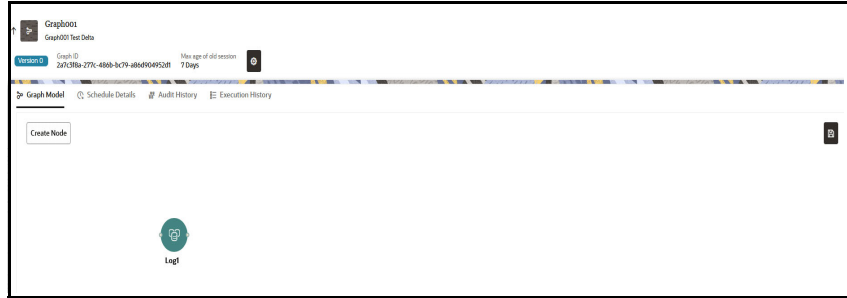 Graph001
Graph001 Test Delta
Version 0
Graph ID
2a7c3f8a-277c-486b-bc79-a86d904952d1
Max age of old session
7 Days
Graph Model
Schedule Details
Audit History
Execution History
Create Node
Log1